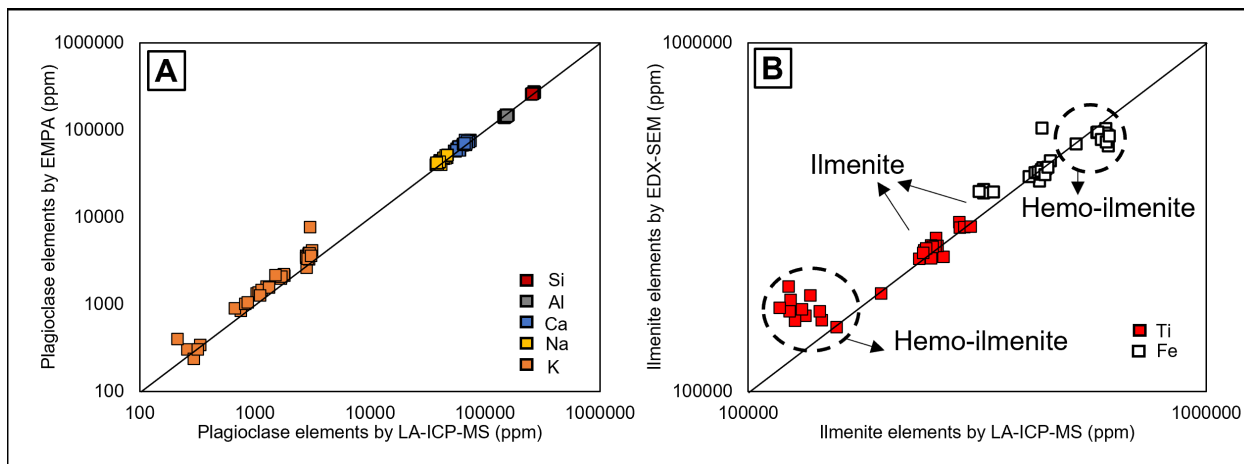 A
1000000
100000
10000
1000
100
Plagioclase elements by EMPA (ppm)
100
1000
10000
100000
1000000
Plagioclase elements by LA-ICP-MS (ppm)
Si
Al
Ca
Na
K
B
1000000
100000
Ilmenite elements by EDX-SEM (ppm)
Ilmenite
Hemo-ilmenite
Hemo-ilmenite
Ti
Fe
100000
1000000
Ilmenite elements by LA-ICP-MS (ppm)